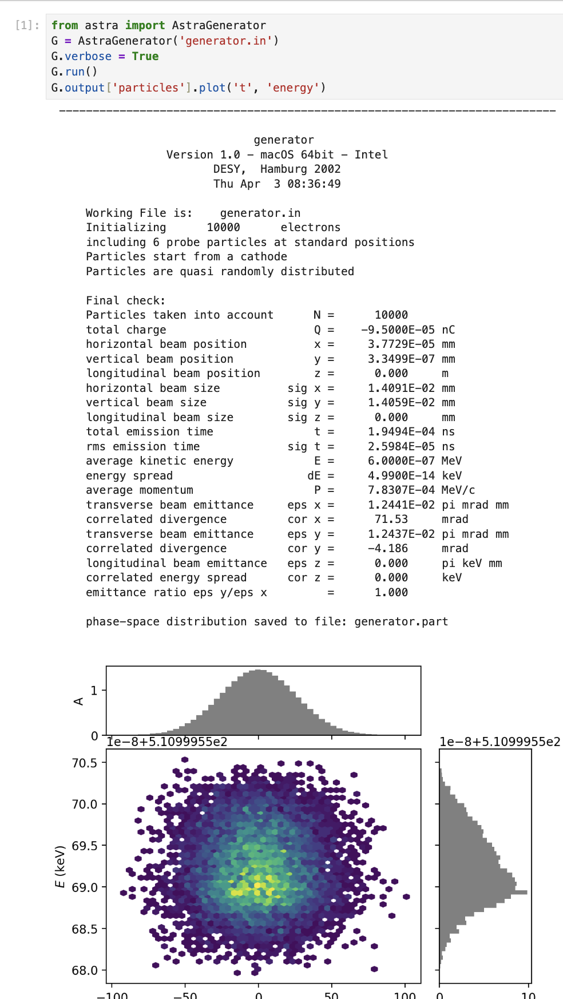 [1]: from astra import AstraGenerator
G = AstraGenerator('generator.in')
G.verbose = True
G.run()
G.output['particles'].plot('t', 'energy')
generator
Version 1.0 - macOS 64bit - Intel
DESY, Hamburg 2002
Thu Apr 3 08:36:49
Working File is: generator.in
Initializing 10000 electrons
including 6 probe particles at standard positions
Particles start from a cathode
Particles are quasi randomly distributed
Final check:
Particles taken into account N = 10000
total charge Q = -9.5000E-05 nC
horizontal beam position x = 3.7729E-05 mm
vertical beam position y = 3.3499E-07 mm
longitudinal beam position z = 0.000 m
horizontal beam size sig x = 1.4091E-02 mm
vertical beam size sig y = 1.4059E-02 mm
longitudinal beam size sig z = 0.000 mm
total emission time t = 1.9494E-04 ns
rms emission time sig t = 2.5984E-05 ns
average kinetic energy E = 6.0000E-07 MeV
energy spread dE = 4.9900E-14 keV
average momentum P = 7.8307E-04 MeV/c
transverse beam emittance eps x = 1.2441E-02 pi mrad mm
correlated divergence cor x = 71.53 mrad
transverse beam emittance eps y = 1.2437E-02 pi mrad mm
correlated divergence cor y = -4.186 mrad
longitudinal beam emittance eps z = 0.000 pi keV mm
correlated energy spread cor z = 0.000 keV
emittance ratio eps y/eps x = 1.000
phase-space distribution saved to file: generator.part
A
1
0
1e−8+5.1099955e2
1e−8+5.1099955e2
E (keV)
70.5
70.0
69.5
69.0
68.5
68.0
−100 −50 0 50 100
0 10